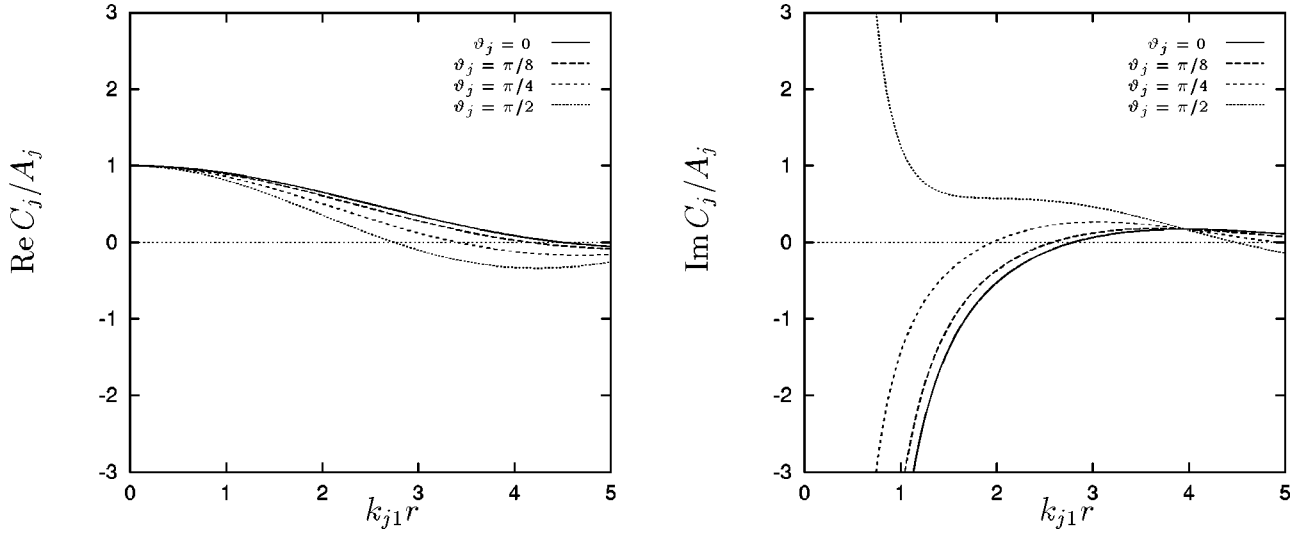 Re C_j/A_j
3
2
1
0
-1
-2
-3
ϑ_j = 0
ϑ_j = π/8
ϑ_j = π/4
ϑ_j = π/2
0 1 2 3 4 5
k_{j1}r
Im C_j/A_j
3
2
1
0
-1
-2
-3
ϑ_j = 0
ϑ_j = π/8
ϑ_j = π/4
ϑ_j = π/2
0 1 2 3 4 5
k_{j1}r